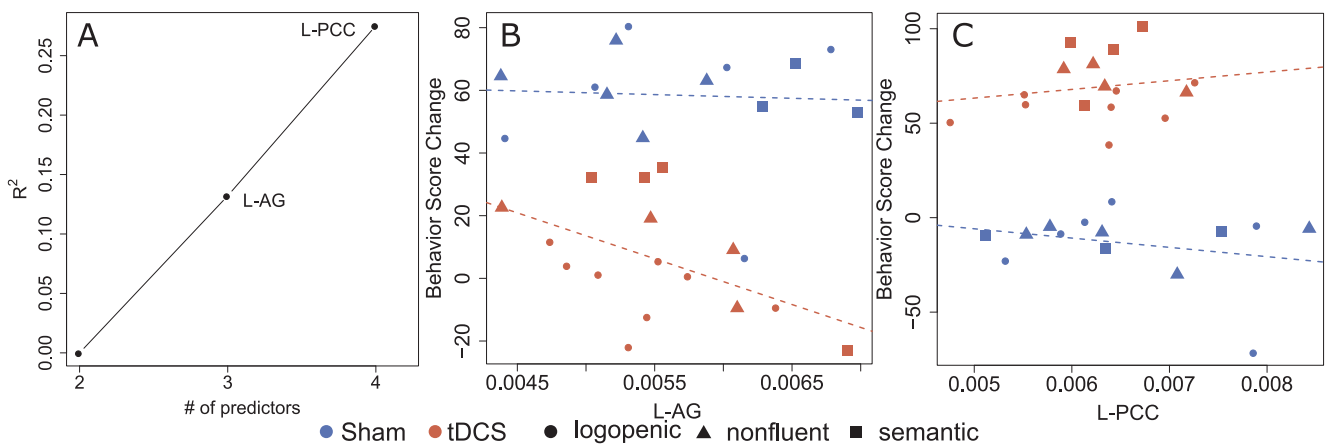 A
L-PCC
L-AG
R2
0.00
0.05
0.10
0.15
0.20
0.25
2
3
4
# of predictors
B
Behavior Score Change
80
60
40
20
0
−20
0.0045
0.0055
0.0065
L-AG
C
Behavior Score Change
100
50
0
−50
0.005
0.006
0.007
0.008
L-PCC
Sham tDCS logopenic nonfluent semantic